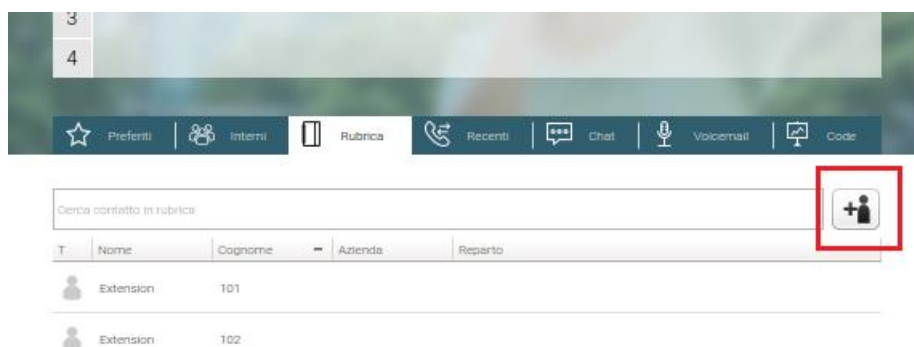 3
4
Preferiti Interni Rubrica Recenti Chat Voicemail Code
Cerca contatto in rubrica
T Nome Cognome Azienda Reparto
Extension 101
Extension 102